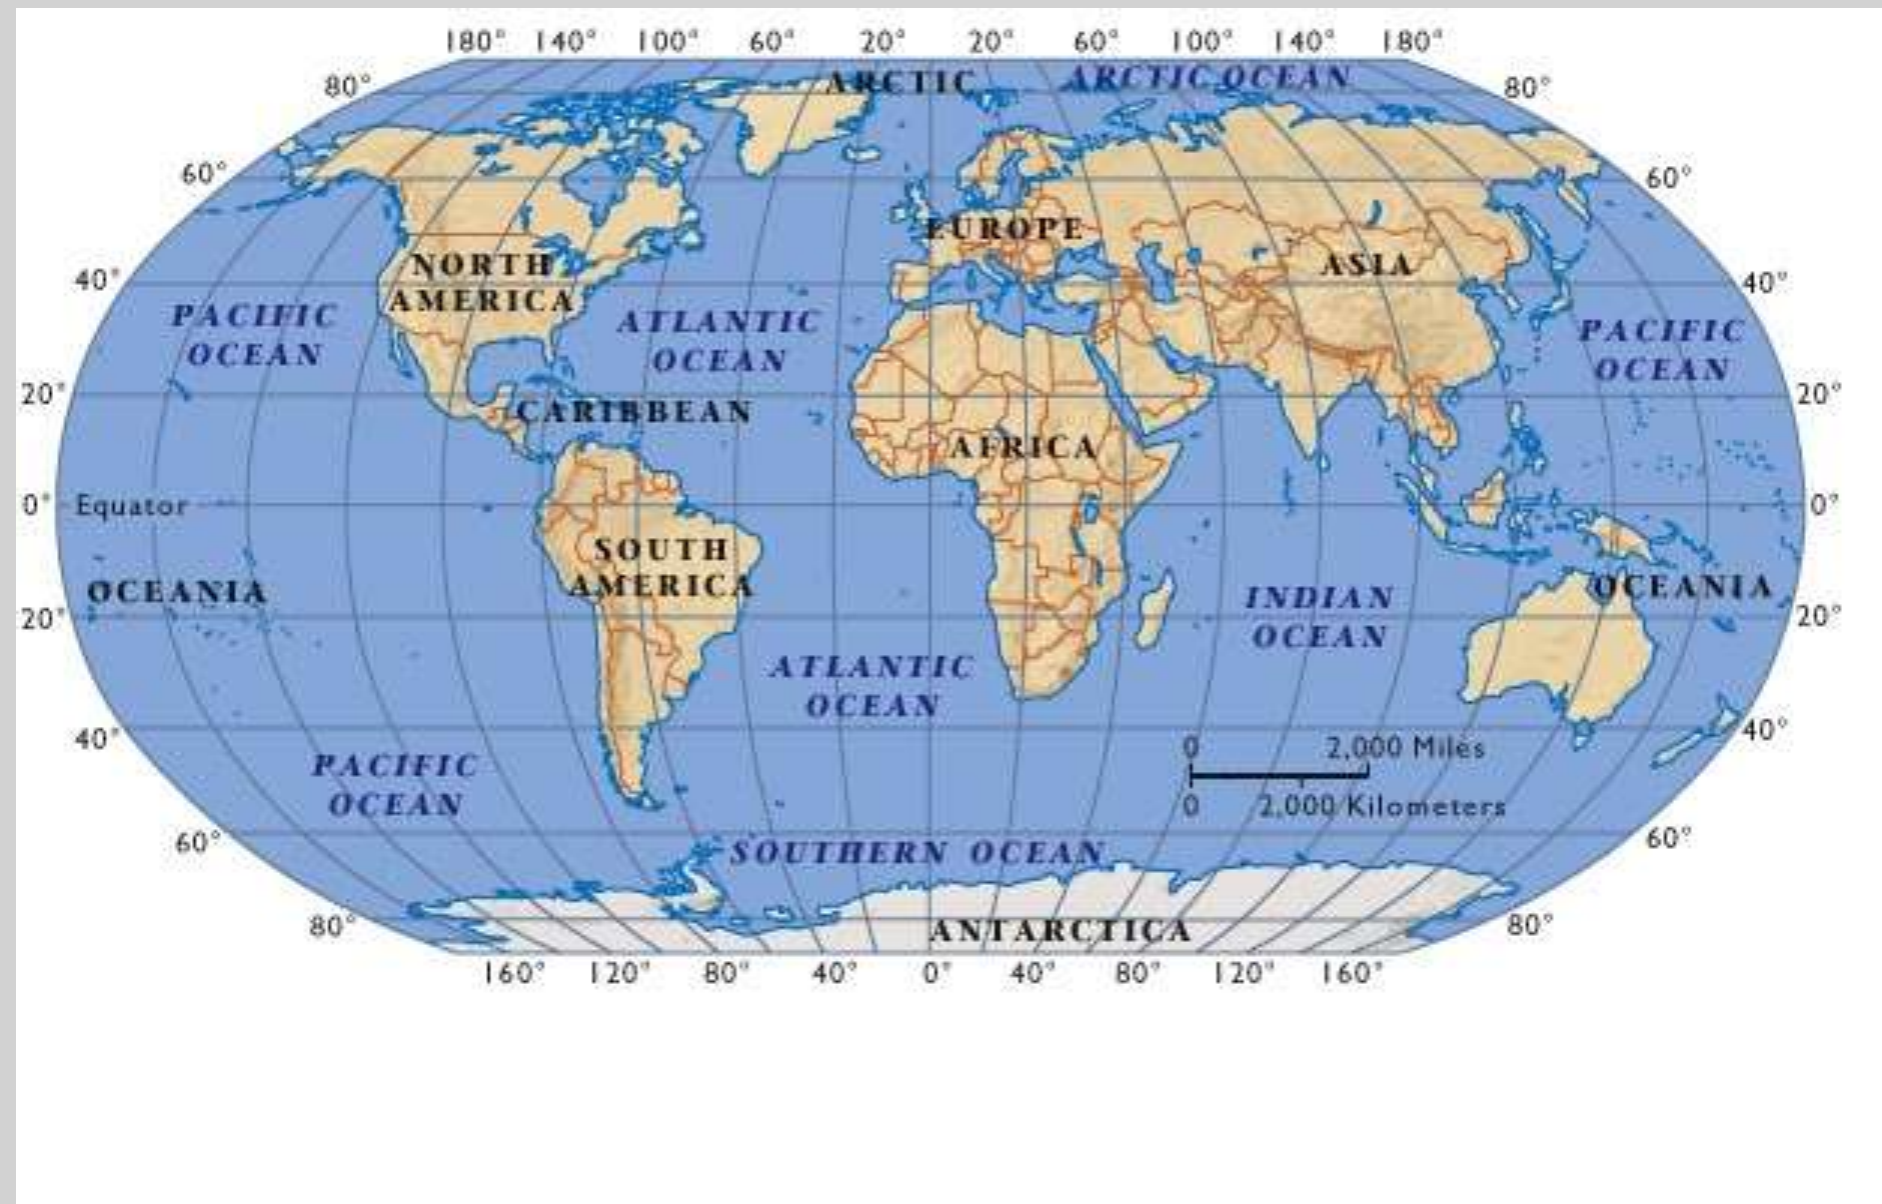 180° 140° 100° 60° 20° 20° 60° 100° 140° 180°
80° ARCTIC ARCTIC OCEAN 80°
60° 60°
EUROPE
NORTH
AMERICA
ASIA
40° 40°
PACIFIC
OCEAN
ATLANTIC
OCEAN
PACIFIC
OCEAN
20° 20°
CARIBBEAN
AFRICA
0° Equator 0°
SOUTH
AMERICA
OCEANIA
INDIAN
OCEAN
OCEANIA
20° 20°
ATLANTIC
OCEAN
40° 40°
PACIFIC
OCEAN
0 2,000 Miles
0 2,000 Kilometers
60° 60°
SOUTHERN OCEAN
80° ANTARCTICA 80°
160° 120° 80° 40° 0° 40° 80° 120° 160°